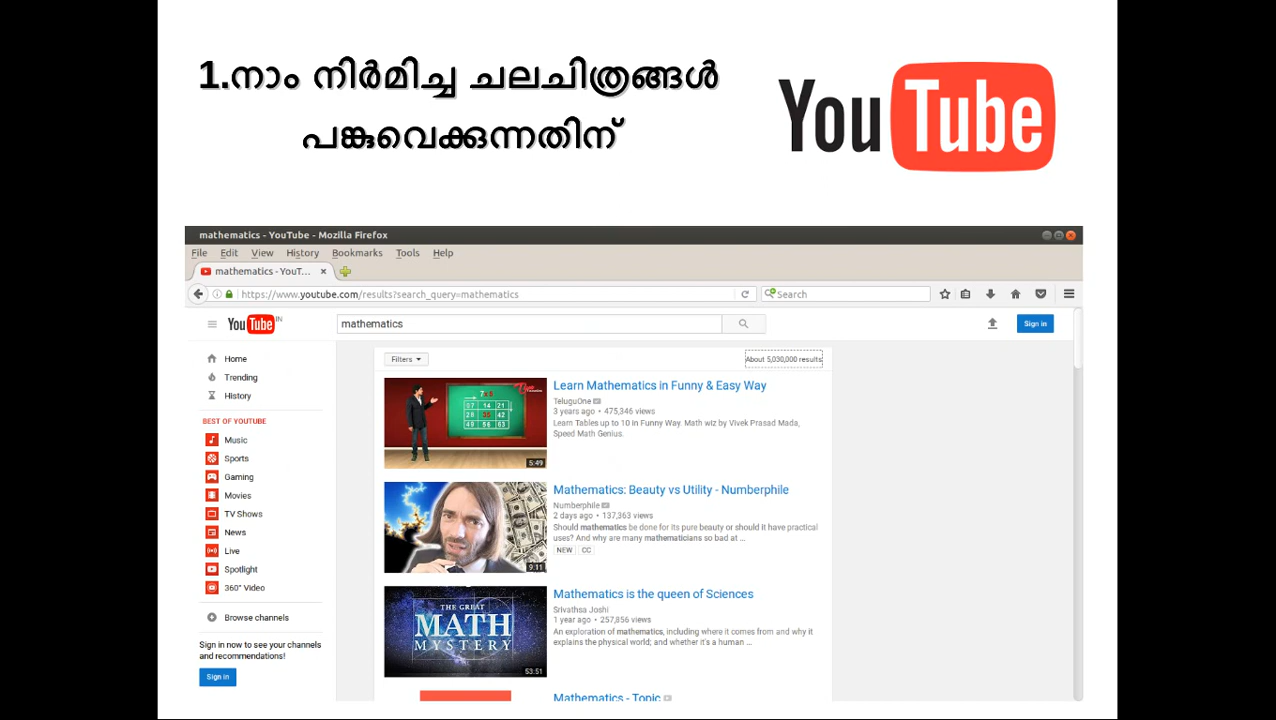 1.നാം നിർമിച്ച ചലചിത്രങ്ങൾ
പങ്കുവെക്കുന്നതിന്
YouTube
mathematics - YouTube - Mozilla Firefox
File Edit View History Bookmarks Tools Help
mathematics - YouT...
https://www.youtube.com/results?search_query=mathematics
Search
YouTube IN
mathematics
Sign in
Home
Trending
History
BEST OF YOUTUBE
Music
Sports
Gaming
Movies
TV Shows
News
Live
Spotlight
360° Video
Browse channels
Sign in now to see your channels
and recommendations!
Sign in
Filters
About 5,030,000 results
5:49
Learn Mathematics in Funny & Easy Way
TeluguOne
3 years ago • 475,346 views
Learn Tables up to 10 in Funny Way. Math wiz by Vivek Prasad Mada,
Speed Math Genius.
9:11
Mathematics: Beauty vs Utility - Numberphile
Numberphile
2 days ago • 137,363 views
Should mathematics be done for its pure beauty or should it have practical
uses? And why are many mathematicians so bad at ...
NEW CC
THE GREAT
MATH
MYSTERY
53:51
Mathematics is the queen of Sciences
Srivathsa Joshi
1 year ago • 257,856 views
An exploration of mathematics, including where it comes from and why it
explains the physical world; and whether it's a human ...
Mathematics - Topic